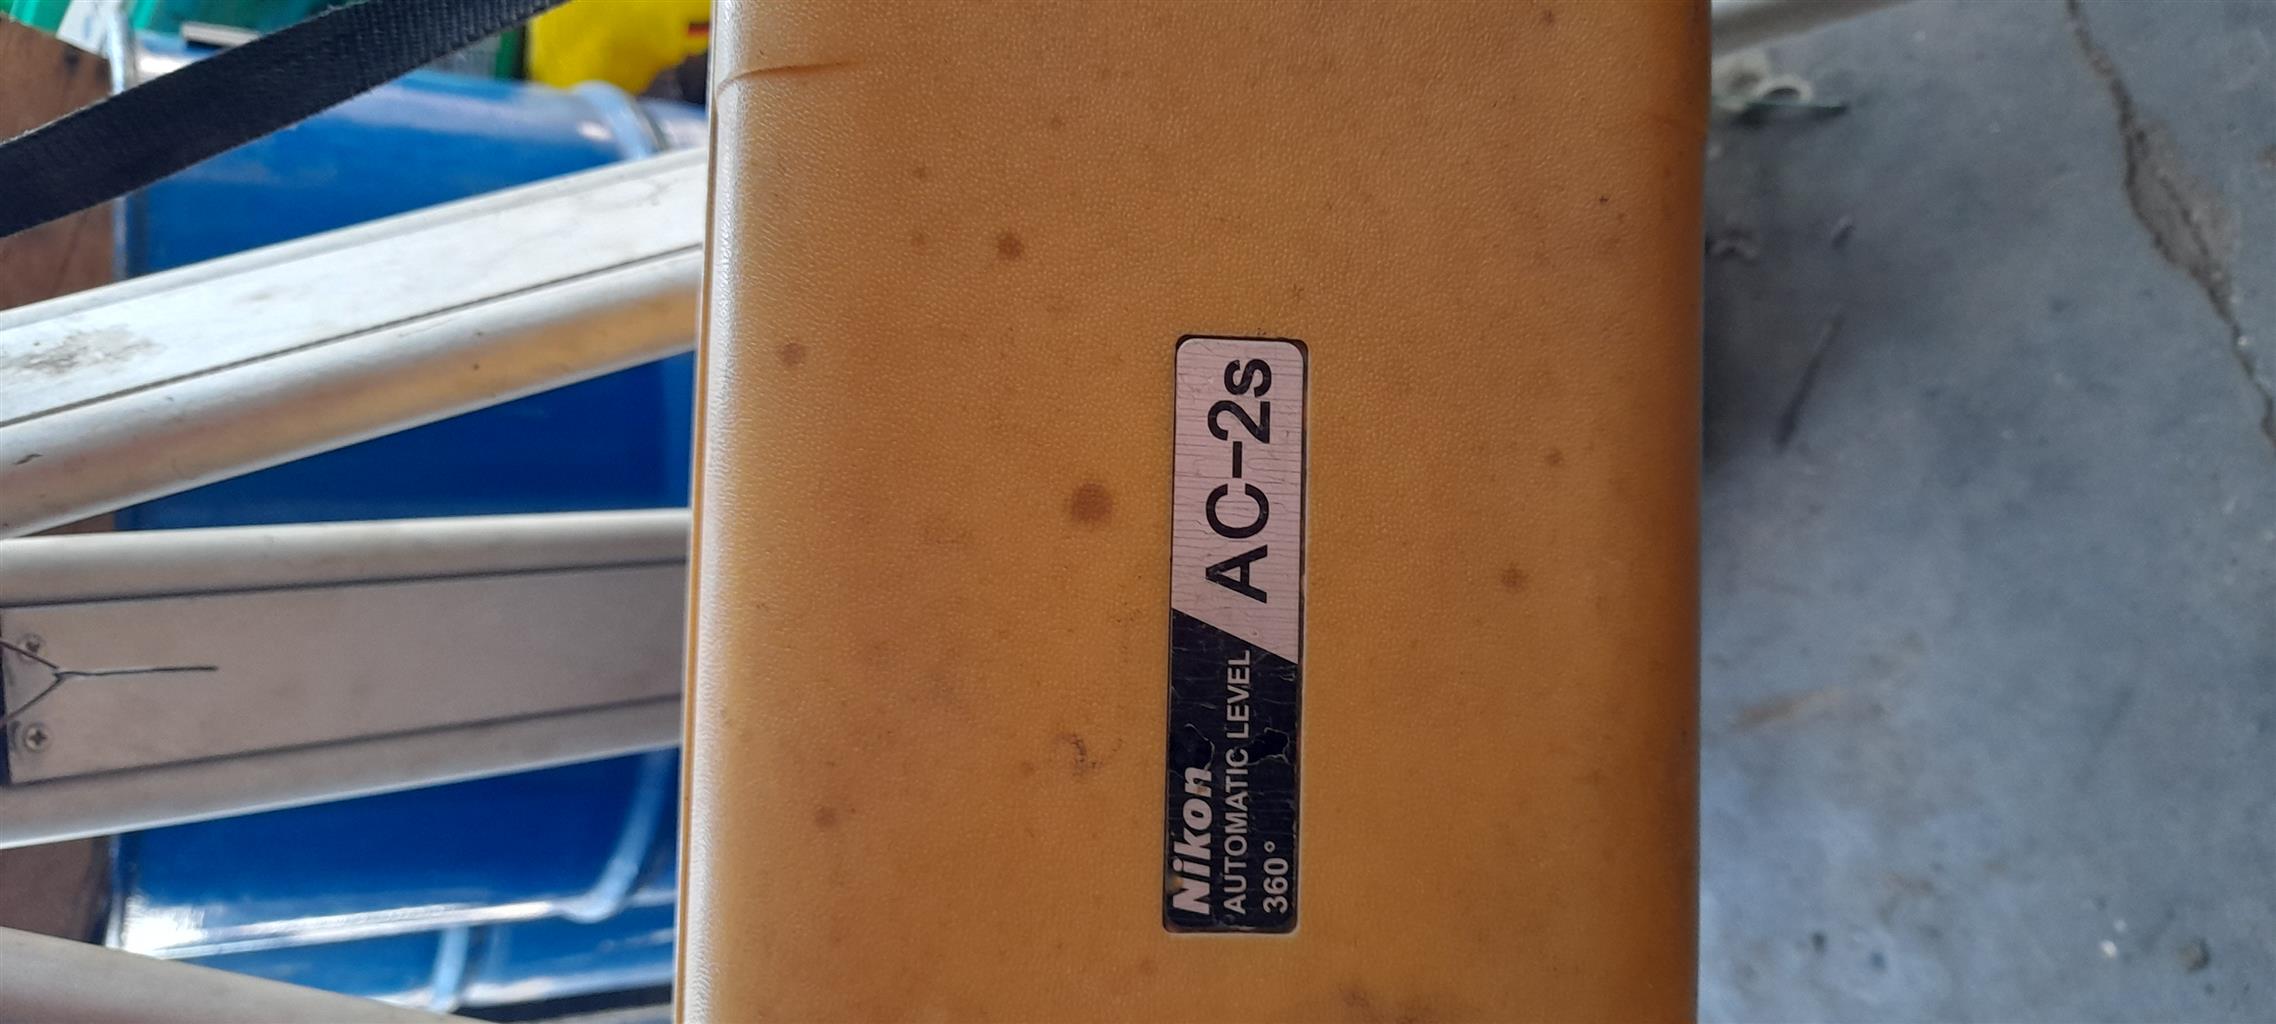 Nikon
AUTOMATIC LEVEL
360°
AC-2s